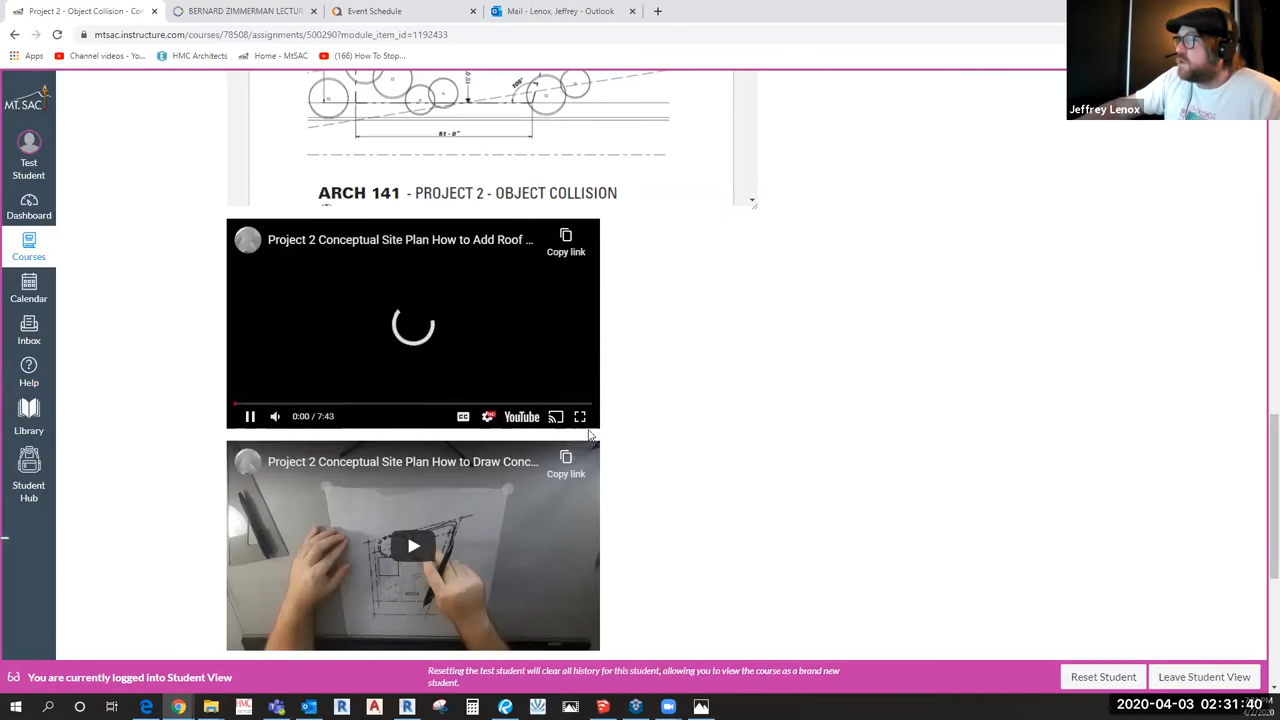 Project 2 - Object Collision - Co
BERNARD ZIMMERMAN LECTUR
Event Schedule
Mail - Lenox, Jeffrey - Outlook
mtsac.instructure.com/courses/78508/assignments/500290?module_item_id=1192433
Apps
Channel videos - Yo...
HMC Architects
Home - MtSAC
(166) How To Stop...
Jeffrey Lenox
MT. SAC
Test
Student
Dashboard
Courses
Calendar
Inbox
Help
Library
Student
Hub
61'-0"
ARCH 141 - PROJECT 2 - OBJECT COLLISION
Project 2 Conceptual Site Plan How to Add Roof ...
Copy link
0:00 / 7:43
CC
YouTube
Project 2 Conceptual Site Plan How to Draw Conc...
Copy link
You are currently logged into Student View
Resetting the test student will clear all history for this student, allowing you to view the course as a brand new
student.
Reset Student
Leave Student View
2020-04-03 02:31:40